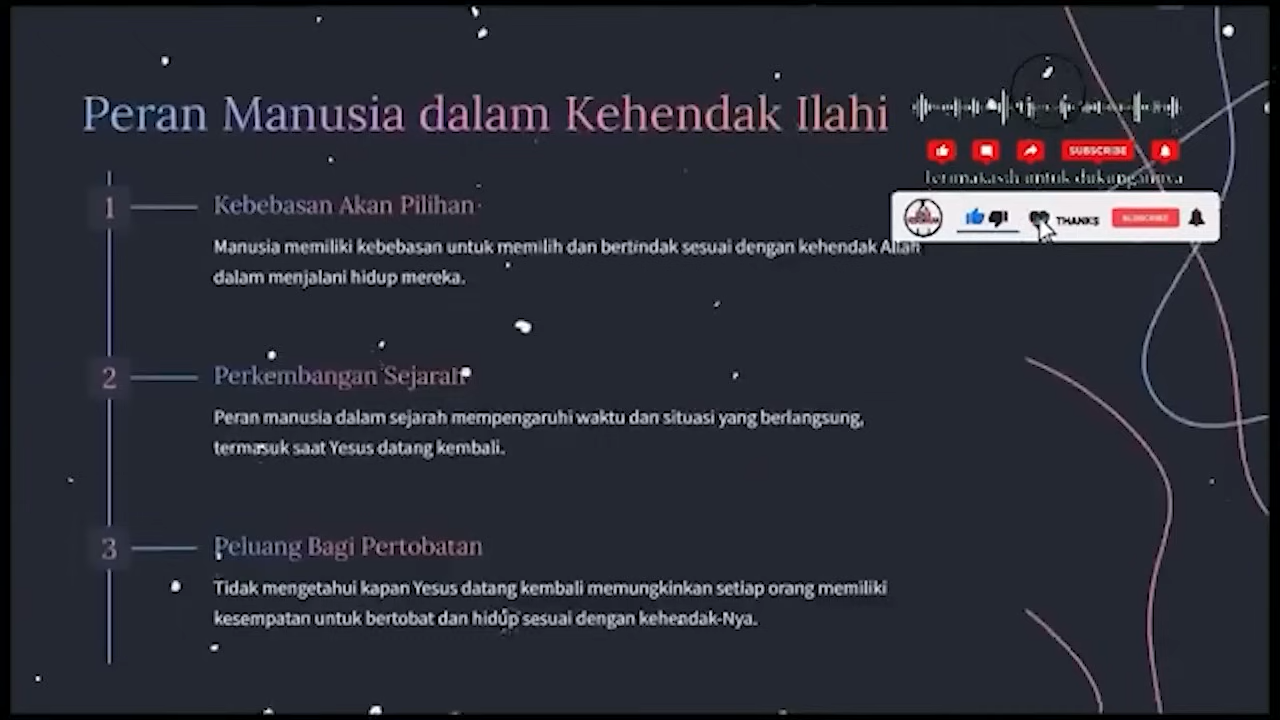 Peran Manusia dalam Kehendak Ilahi
SUBSCRIBE
Terimakasih untuk dukungannya
THANKS
SUBSCRIBE
1
Kebebasan Akan Pilihan
Manusia memiliki kebebasan untuk memilih dan bertindak sesuai dengan kehendak Allah
dalam menjalani hidup mereka.
2
Perkembangan Sejarah
Peran manusia dalam sejarah mempengaruhi waktu dan situasi yang berlangsung,
termasuk saat Yesus datang kembali.
3
Peluang Bagi Pertobatan
Tidak mengetahui kapan Yesus datang kembali memungkinkan setiap orang memiliki
kesempatan untuk bertobat dan hidup sesuai dengan kehendak-Nya.